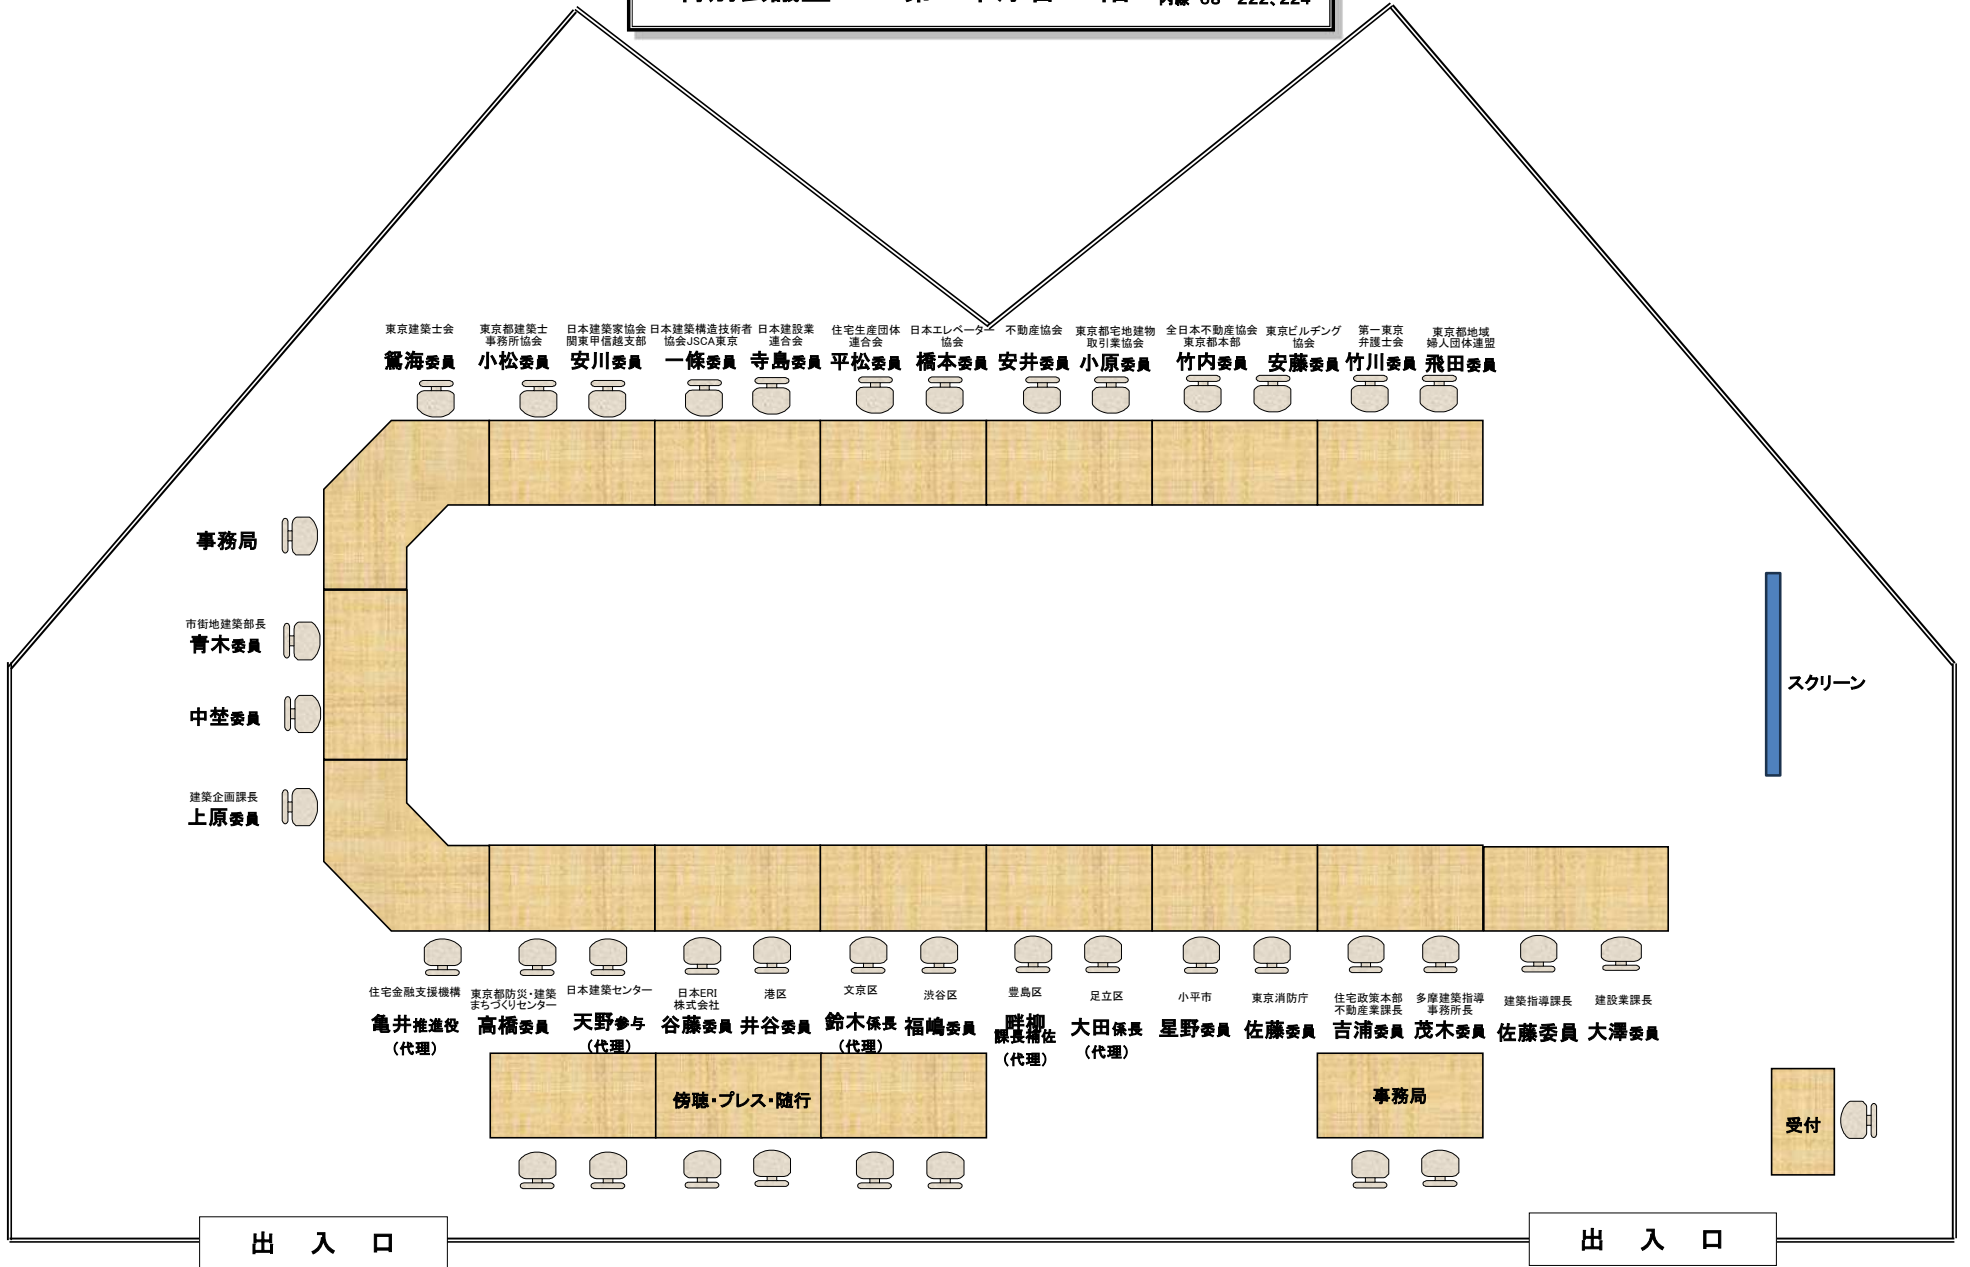 内線 63－222、224
東京建築士会
鴛海委員
東京都建築士
事務所協会
小松委員
日本建築家協会
関東甲信越支部
安川委員
日本建築構造技術者
協会JSCA東京
一條委員
日本建設業
連合会
寺島委員
住宅生産団体
連合会
平松委員
日本エレベーター
協会
橋本委員
不動産協会
安井委員
東京都宅地建物
取引業協会
小原委員
全日本不動産協会
東京都本部
竹内委員
東京ビルヂング
協会
安藤委員
第一東京
弁護士会
竹川委員
東京都地域
婦人団体連盟
飛田委員
事務局
市街地建築部長
青木委員
中埜委員
建築企画課長
上原委員
スクリーン
住宅金融支援機構
亀井推進役
（代理）
東京都防災・建築
まちづくりセンター
高橋委員
日本建築センター
天野参与
（代理）
日本ERI
株式会社
谷藤委員
港区
井谷委員
文京区
鈴木係長
（代理）
渋谷区
福嶋委員
豊島区
畔柳
課長補佐
（代理）
足立区
大田係長
（代理）
小平市
星野委員
東京消防庁
佐藤委員
住宅政策本部
不動産業課長
吉浦委員
多摩建築指導
事務所長
茂木委員
建築指導課長
佐藤委員
建設業課長
大澤委員
傍聴・プレス・随行
事務局
受付
出 入 口
出 入 口